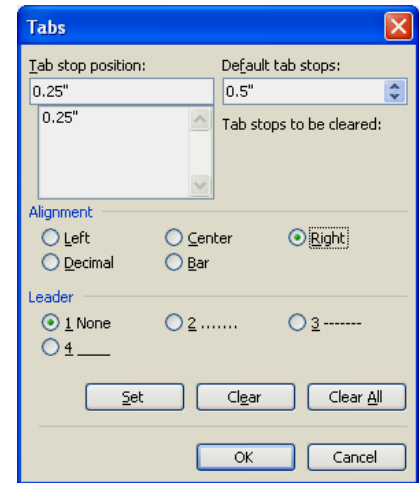 Tabs
Tab stop position: Default tab stops:
0.25" 0.5"
0.25" Tab stops to be cleared:
Alignment
Left Center Right
Decimal Bar
Leader
1 None 2 ....... 3 -------
4 ____
Set Clear Clear All
OK Cancel